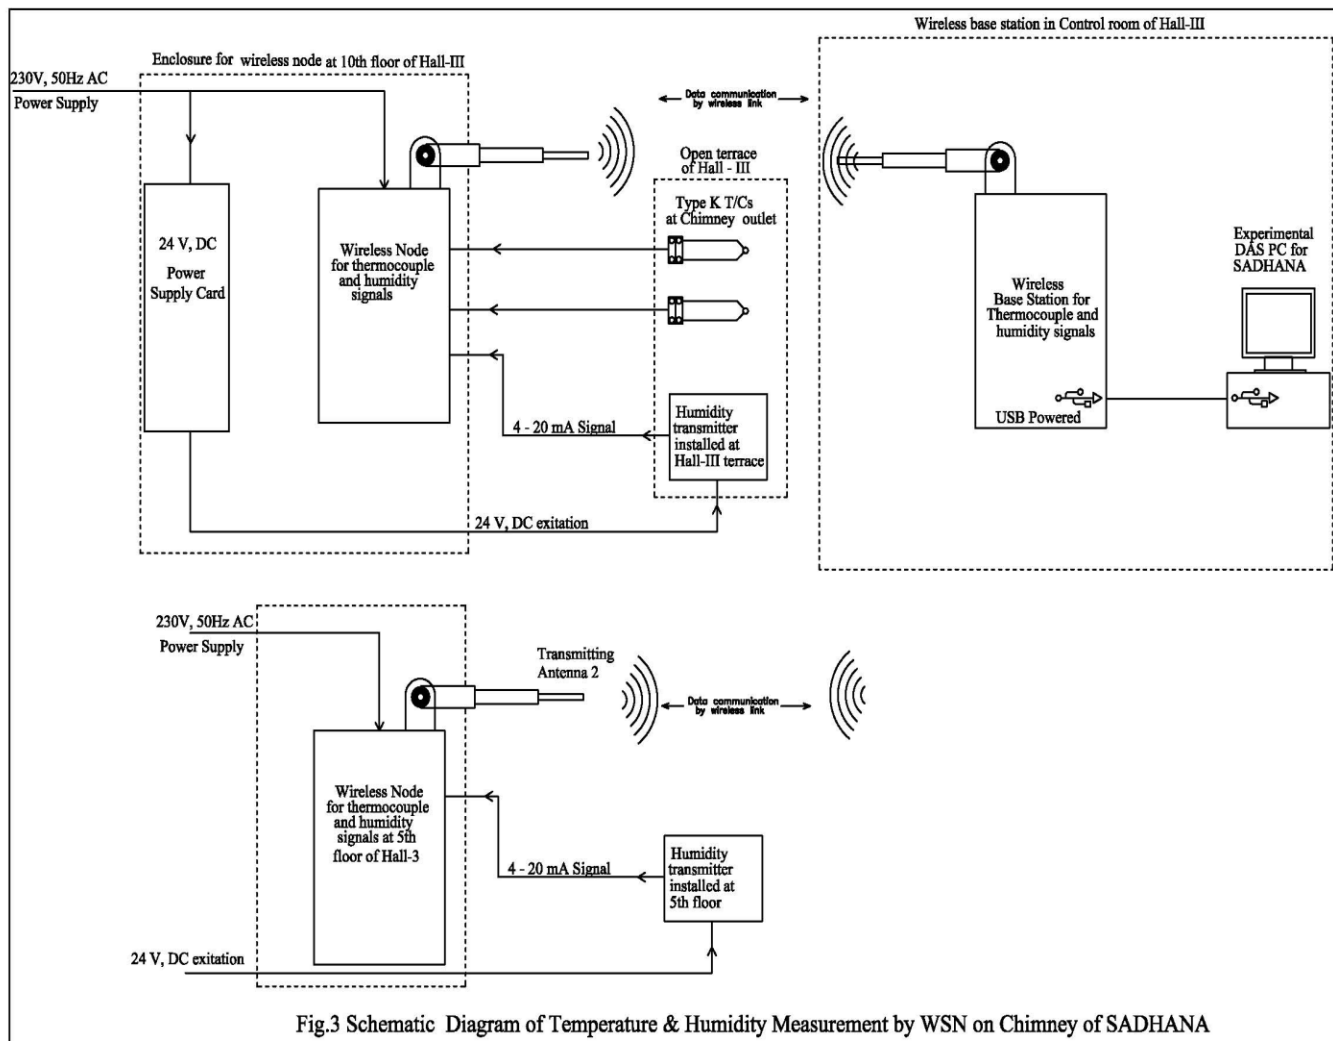 Wireless base station in Control room of Hall-III
Enclosure for wireless node at 10th floor of Hall-III
230V, 50Hz AC
Power Supply
Data communication
by wireless link
Open terrace
of Hall - III
Type K T/Cs
at Chimney outlet
24 V, DC
Power
Supply Card
Wireless Node
for thermocouple
and humidity
signals
Humidity
transmitter
installed at
Hall-III terrace
4 - 20 mA Signal
24 V, DC exitation
Wireless
Base Station for
Thermocouple and
humidity signals
USB Powered
Experimental
DAS PC for
SADHANA
230V, 50Hz AC
Power Supply
Transmitting
Antenna 2
Data communication
by wireless link
Wireless Node
for thermocouple
and humidity
signals at 5th
floor of Hall-3
4 - 20 mA Signal
Humidity
transmitter
installed at
5th floor
24 V, DC exitation
Fig.3 Schematic Diagram of Temperature & Humidity Measurement by WSN on Chimney of SADHANA